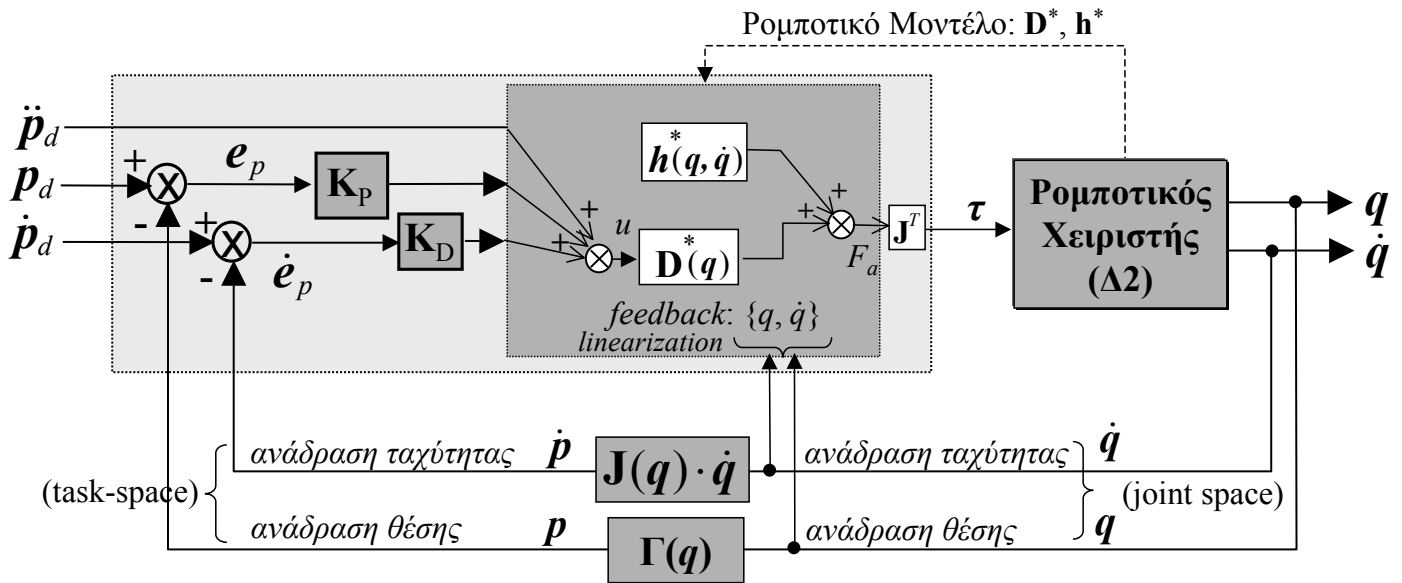 Ρομποτικό Μοντέλο: D*, h*
p̈d
pd
ṗd
+
-
ep
KP
+
-
ėp
KD
+
+
u
h*(q, q̇)
D*(q)
+
+
Fa
J^T
τ
Ρομποτικός
Χειριστής
(Δ2)
q
q̇
feedback: {q, q̇}
linearization
(task-space)
ανάδραση ταχύτητας ṗ
J(q)·q̇
ανάδραση ταχύτητας q̇
(joint space)
ανάδραση θέσης p
Γ(q)
ανάδραση θέσης q